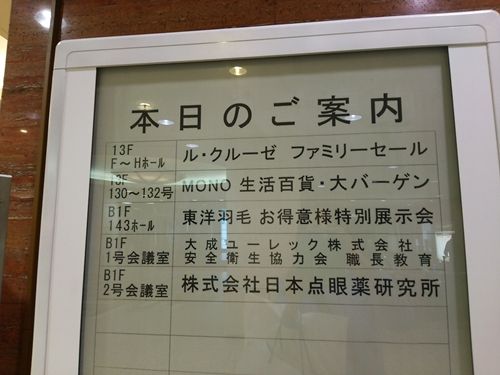 本日のご案内
13F
F～Hホール
ル・クルーゼ ファミリーセール
13F
130～132号
MONO 生活百貨・大バーゲン
B1F
143ホール
東洋羽毛 お得意様特別展示会
B1F
1号会議室
大成ユーレック株式会社
安全衛生協力会 職長教育
B1F
2号会議室
株式会社日本点眼薬研究所